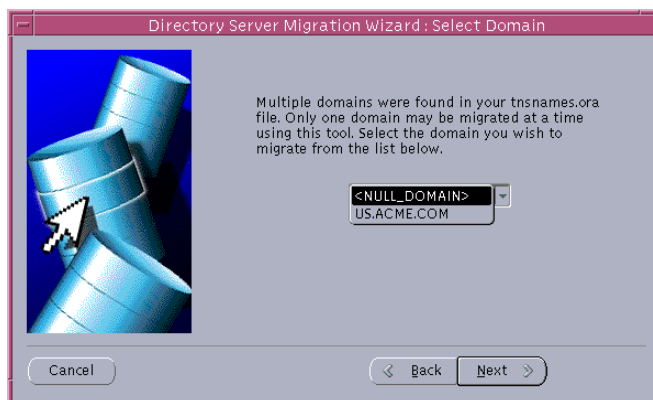 Directory Server Migration Wizard : Select Domain
Multiple domains were found in your tnsnames.ora
file. Only one domain may be migrated at a time
using this tool. Select the domain you wish to
migrate from the list below.
<NULL_DOMAIN>
US.ACME.COM
Cancel
Back
Next